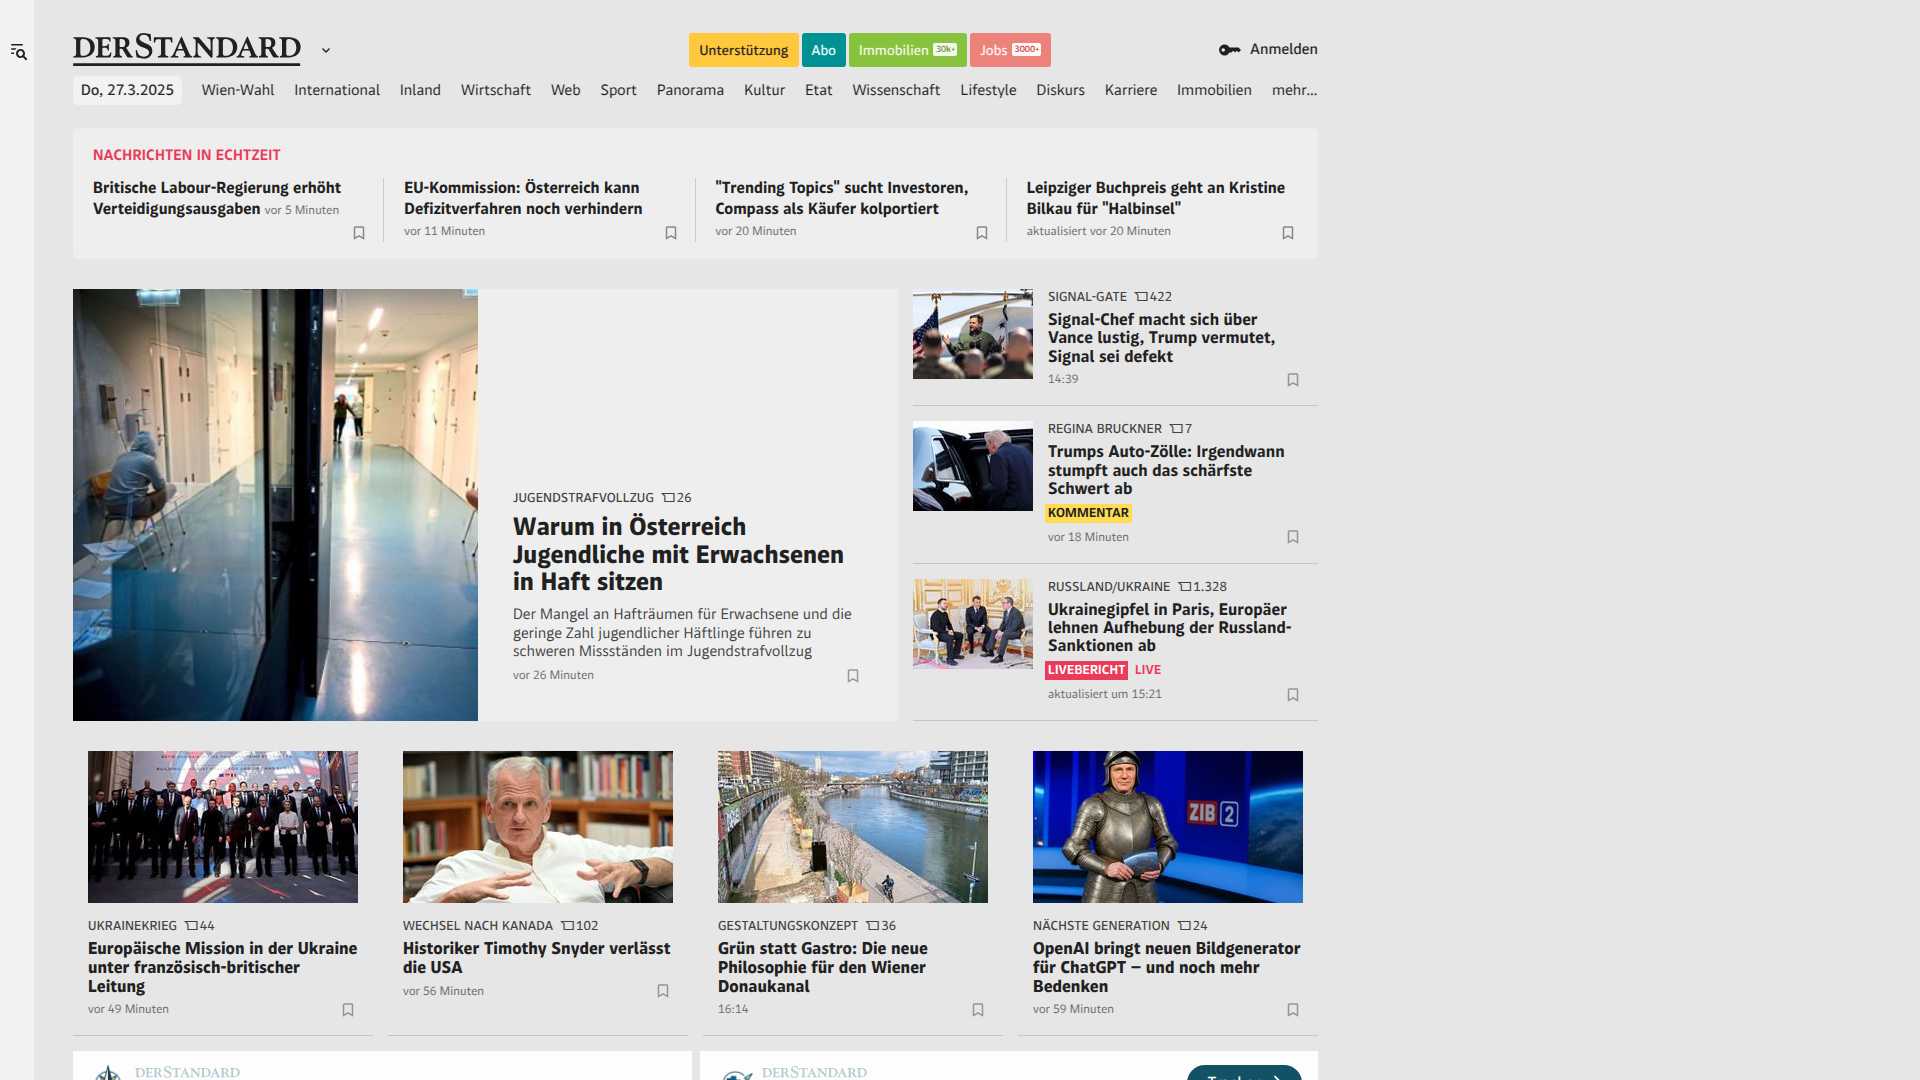 DERSTANDARD
Unterstützung
Abo
Immobilien 30k+
Jobs 3000+
Anmelden
Do, 27.3.2025
Wien-Wahl
International
Inland
Wirtschaft
Web
Sport
Panorama
Kultur
Etat
Wissenschaft
Lifestyle
Diskurs
Karriere
Immobilien
mehr...
NACHRICHTEN IN ECHTZEIT
Britische Labour-Regierung erhöht
Verteidigungsausgaben vor 5 Minuten
EU-Kommission: Österreich kann
Defizitverfahren noch verhindern
vor 11 Minuten
"Trending Topics" sucht Investoren,
Compass als Käufer kolportiert
vor 20 Minuten
Leipziger Buchpreis geht an Kristine
Bilkau für "Halbinsel"
aktualisiert vor 20 Minuten
JUGENDSTRAFVOLLZUG 26
Warum in Österreich
Jugendliche mit Erwachsenen
in Haft sitzen
Der Mangel an Hafträumen für Erwachsene und die
geringe Zahl jugendlicher Häftlinge führen zu
schweren Missständen im Jugendstrafvollzug
vor 26 Minuten
SIGNAL-GATE 422
Signal-Chef macht sich über
Vance lustig, Trump vermutet,
Signal sei defekt
14:39
REGINA BRUCKNER 7
Trumps Auto-Zölle: Irgendwann
stumpft auch das schärfste
Schwert ab
KOMMENTAR
vor 18 Minuten
RUSSLAND/UKRAINE 1.328
Ukrainegipfel in Paris, Europäer
lehnen Aufhebung der Russland-
Sanktionen ab
LIVEBERICHT LIVE
aktualisiert um 15:21
UKRAINEKRIEG 44
Europäische Mission in der Ukraine
unter französisch-britischer
Leitung
vor 49 Minuten
WECHSEL NACH KANADA 102
Historiker Timothy Snyder verlässt
die USA
vor 56 Minuten
GESTALTUNGSKONZEPT 36
Grün statt Gastro: Die neue
Philosophie für den Wiener
Donaukanal
16:14
ZIB 2
NÄCHSTE GENERATION 24
OpenAI bringt neuen Bildgenerator
für ChatGPT – und noch mehr
Bedenken
vor 59 Minuten
DERSTANDARD
DERSTANDARD